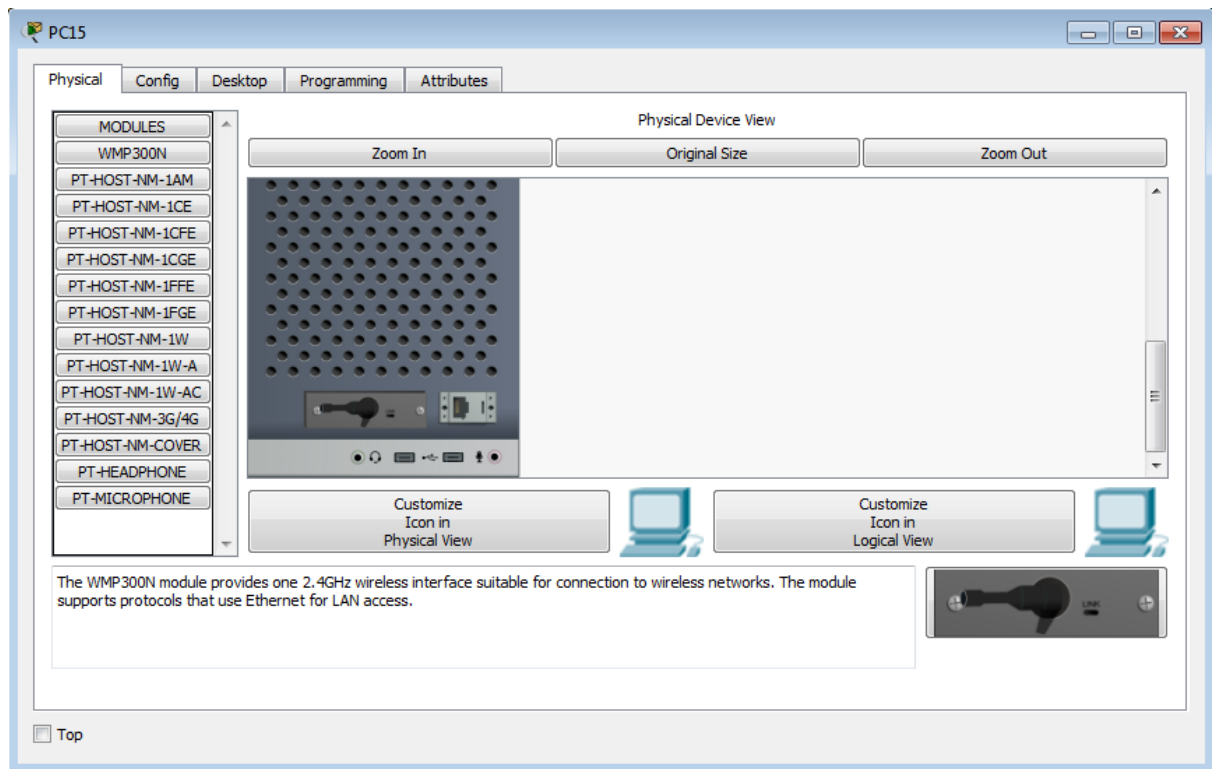 PC15
Physical
Config
Desktop
Programming
Attributes
MODULES
WMP300N
PT-HOST-NM-1AM
PT-HOST-NM-1CE
PT-HOST-NM-1CFE
PT-HOST-NM-1CGE
PT-HOST-NM-1FFE
PT-HOST-NM-1FGE
PT-HOST-NM-1W
PT-HOST-NM-1W-A
PT-HOST-NM-1W-AC
PT-HOST-NM-3G/4G
PT-HOST-NM-COVER
PT-HEADPHONE
PT-MICROPHONE
Physical Device View
Zoom In
Original Size
Zoom Out
Customize
Icon in
Physical View
Customize
Icon in
Logical View
The WMP300N module provides one 2.4GHz wireless interface suitable for connection to wireless networks. The module
supports protocols that use Ethernet for LAN access.
LINK
Top